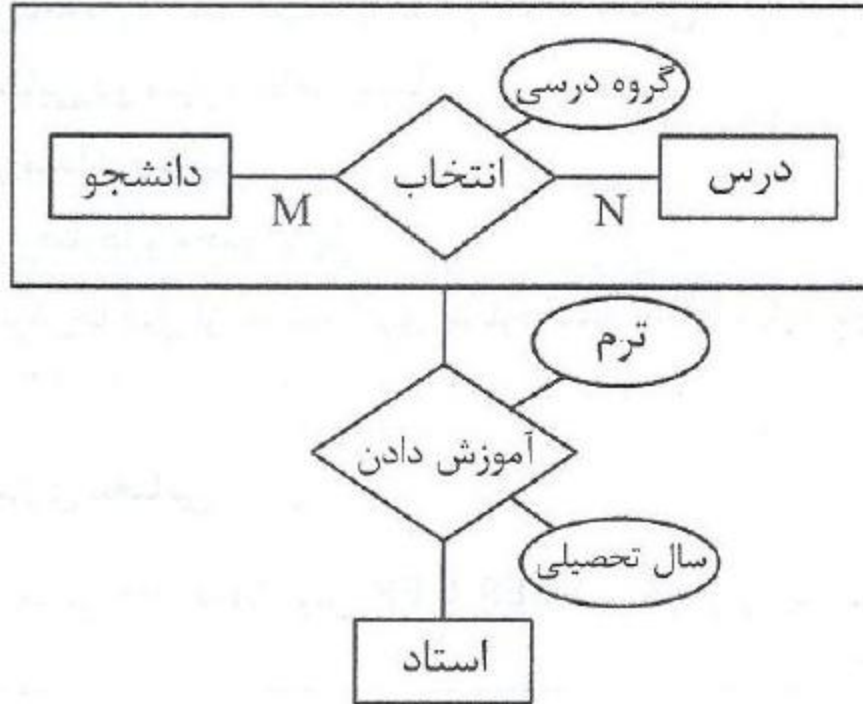 گروه درسی
درس
انتخاب
دانشجو
N
M
ترم
آموزش دادن
سال تحصیلی
استاد